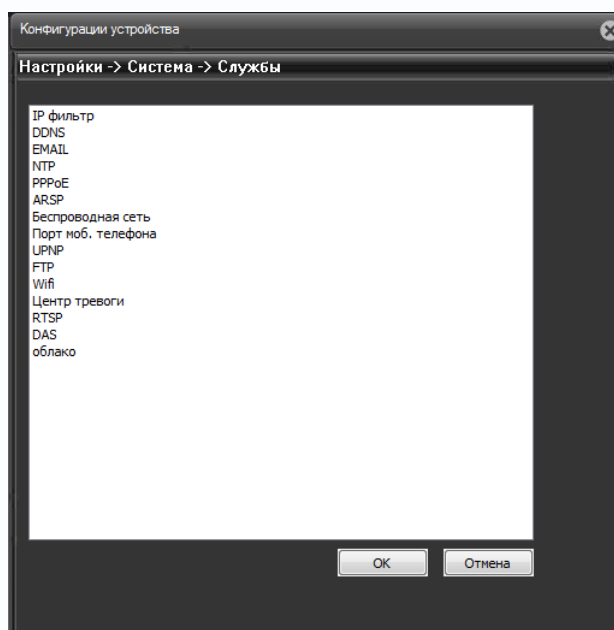 Конфигурации устройства
Настройки -> Система -> Службы
IP фильтр
DDNS
EMAIL
NTP
PPPoE
ARSP
Беспроводная сеть
Порт моб. телефона
UPNP
FTP
Wifi
Центр тревоги
RTSP
DAS
облако
OK Отмена